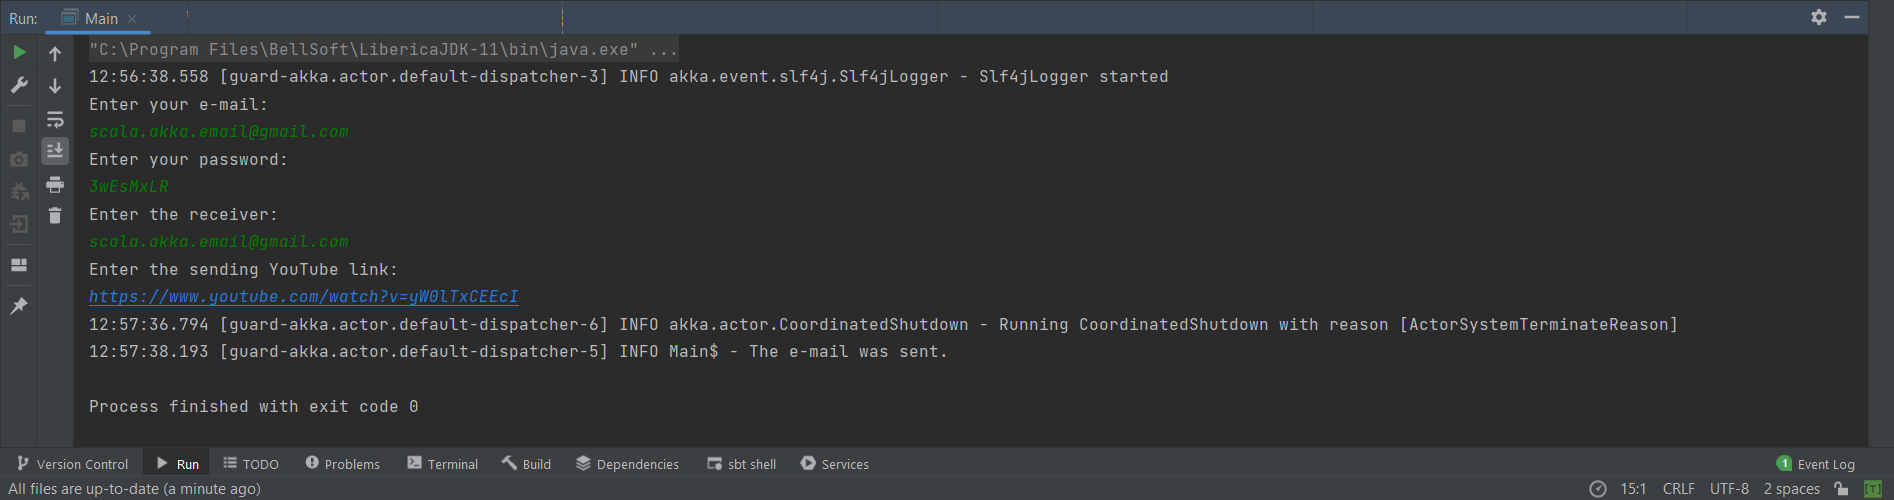 Run: Main
"C:\Program Files\BellSoft\LibericaJDK-11\bin\java.exe" ...
12:56:38.558 [guard-akka.actor.default-dispatcher-3] INFO akka.event.slf4j.Slf4jLogger - Slf4jLogger started
Enter your e-mail:
scala.akka.email@gmail.com
Enter your password:
3wEsMxLR
Enter the receiver:
scala.akka.email@gmail.com
Enter the sending YouTube link:
https://www.youtube.com/watch?v=yW0lTxCEEcI
12:57:36.794 [guard-akka.actor.default-dispatcher-6] INFO akka.actor.CoordinatedShutdown - Running CoordinatedShutdown with reason [ActorSystemTerminateReason]
12:57:38.193 [guard-akka.actor.default-dispatcher-5] INFO Main$ - The e-mail was sent.
Process finished with exit code 0
Version Control Run TODO Problems Terminal Build Dependencies sbt shell Services 1 Event Log
All files are up-to-date (a minute ago) 15:1 CRLF UTF-8 2 spaces [T]